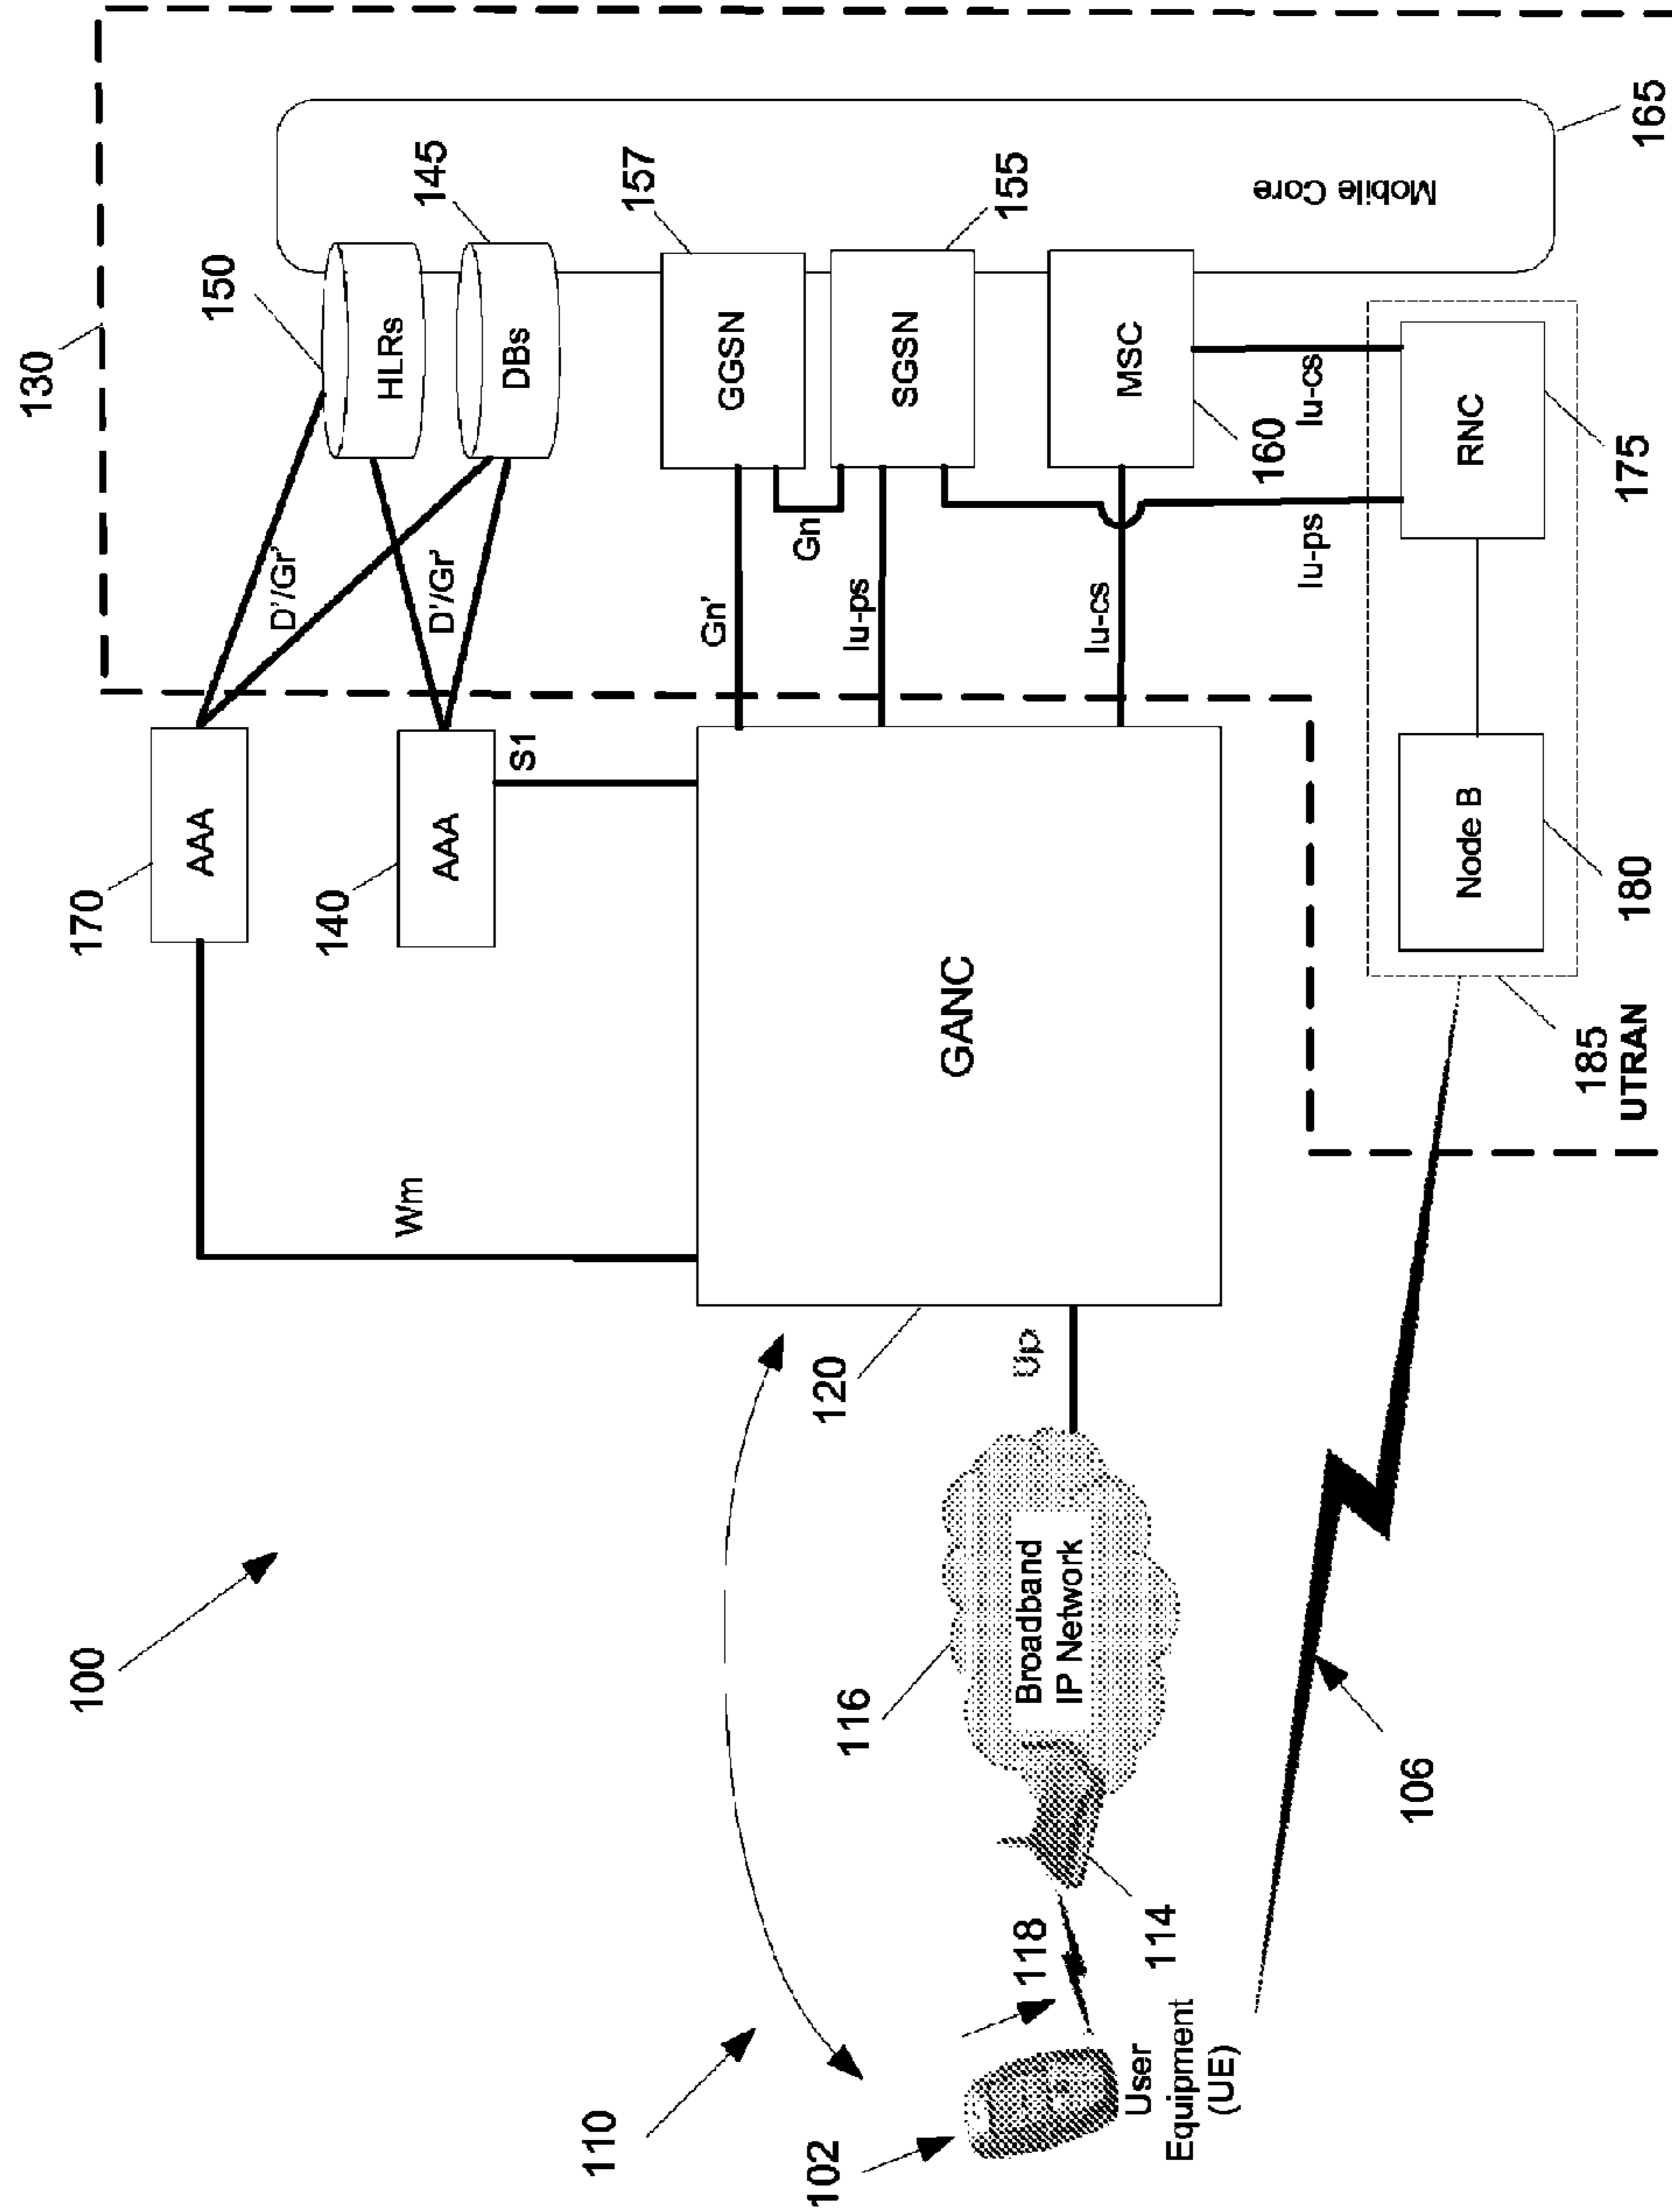 100
130
170
150
AAA
HLRs
D'/Gr'
145
140
AAA
DBs
D'/Gr'
Wm
S1
157
Gn'
GGSN
Gn
110
102
116
120
GANC
Iu-ps
SGSN
155
118
Broadband
IP Network
Up
Iu-cs
MSC
160
Mobile Core
114
User
Equipment
(UE)
Iu-ps
Iu-cs
106
Node B
RNC
185
UTRAN
180
175
165